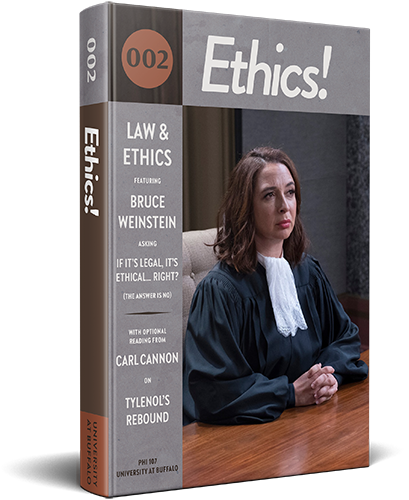 002
Ethics!
UNIVERSITY
AT BUFFALO
002
Ethics!
LAW &
ETHICS
FEATURING
BRUCE
WEINSTEIN
ASKING
IF IT'S LEGAL, IT'S
ETHICAL... RIGHT?
(THE ANSWER IS NO)
WITH OPTIONAL
READING FROM
CARL CANNON
ON
TYLENOL'S
REBOUND
PHI 107
UNIVERSITY AT BUFFALO